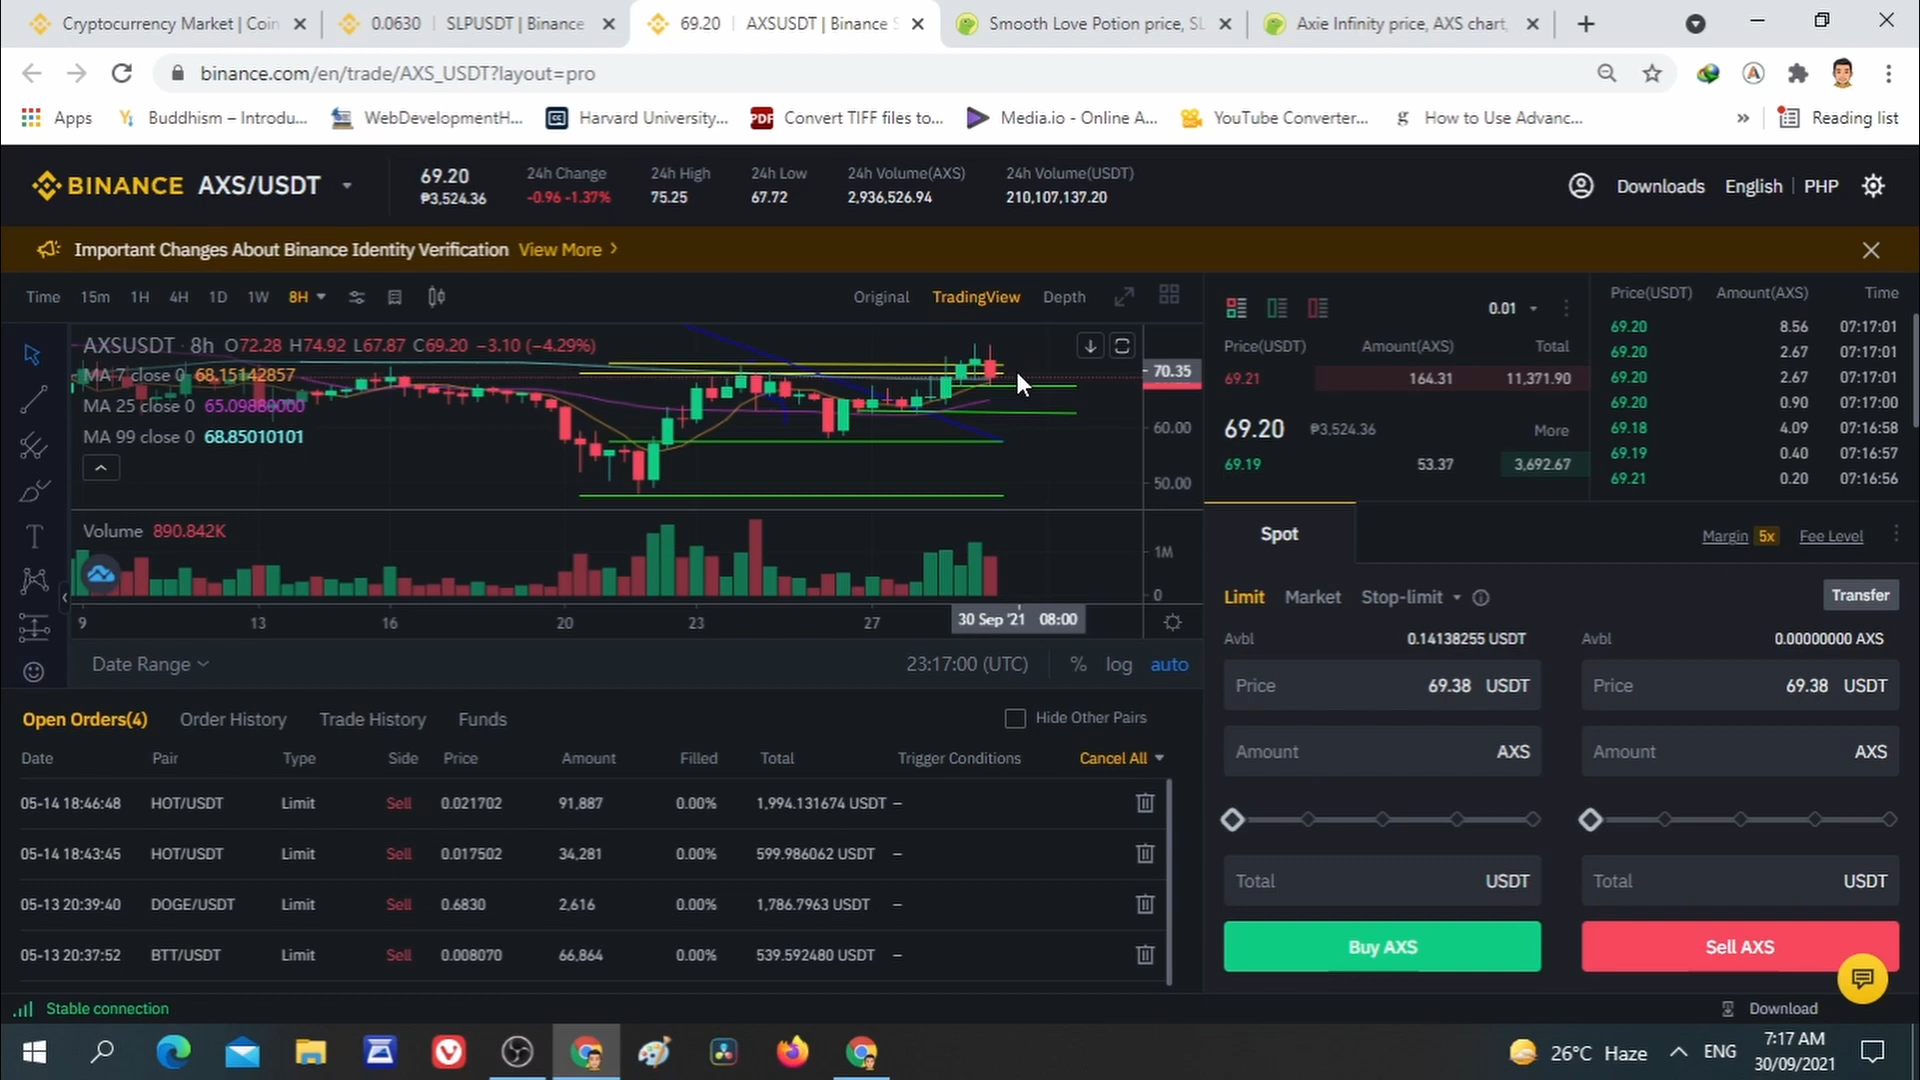 Cryptocurrency Market | Coin
0.0630 | SLPUSDT | Binance
69.20 | AXSUSDT | Binance S
Smooth Love Potion price, SL
Axie Infinity price, AXS chart,
binance.com/en/trade/AXS_USDT?layout=pro
Apps
Buddhism – Introdu...
WebDevelopmentH...
Harvard University...
PDF Convert TIFF files to...
Media.io - Online A...
YouTube Converter...
g How to Use Advanc...
» Reading list
BINANCE AXS/USDT
69.20
₱3,524.36
24h Change
-0.96 -1.37%
24h High
75.25
24h Low
67.72
24h Volume(AXS)
2,936,526.94
24h Volume(USDT)
210,107,137.20
Downloads English | PHP
Important Changes About Binance Identity Verification View More
Time 15m 1H 4H 1D 1W 8H
Original TradingView Depth
AXSUSDT · 8h O72.28 H74.92 L67.87 C69.20 −3.10 (−4.29%)
MA 7 close 0 68.15142857
MA 25 close 0 65.09880000
MA 99 close 0 68.85010101
70.35
60.00
50.00
Volume 890.842K
1M
0
9 13 16 20 23 27 30 Sep '21 08:00
Date Range 23:17:00 (UTC) % log auto
0.01
Price(USDT) Amount(AXS) Total
69.21 164.31 11,371.90
69.20 ₱3,524.36 More
69.19 53.37 3,692.67
Price(USDT) Amount(AXS) Time
69.20 8.56 07:17:01
69.20 2.67 07:17:01
69.20 2.67 07:17:01
69.20 0.90 07:17:00
69.18 4.09 07:16:58
69.19 0.40 07:16:57
69.21 0.20 07:16:56
Spot
Margin 5x Fee Level
Limit Market Stop-limit
Transfer
Avbl 0.14138255 USDT
Avbl 0.00000000 AXS
Price 69.38 USDT
Price 69.38 USDT
Amount AXS
Amount AXS
Total USDT
Total USDT
Buy AXS
Sell AXS
Open Orders(4) Order History Trade History Funds
Hide Other Pairs
Date Pair Type Side Price Amount Filled Total Trigger Conditions Cancel All
05-14 18:46:48 HOT/USDT Limit Sell 0.021702 91,887 0.00% 1,994.131674 USDT –
05-14 18:43:45 HOT/USDT Limit Sell 0.017502 34,281 0.00% 599.986062 USDT –
05-13 20:39:40 DOGE/USDT Limit Sell 0.6830 2,616 0.00% 1,786.7963 USDT –
05-13 20:37:52 BTT/USDT Limit Sell 0.008070 66,864 0.00% 539.592480 USDT –
Stable connection
Download
26°C Haze
ENG
7:17 AM
30/09/2021